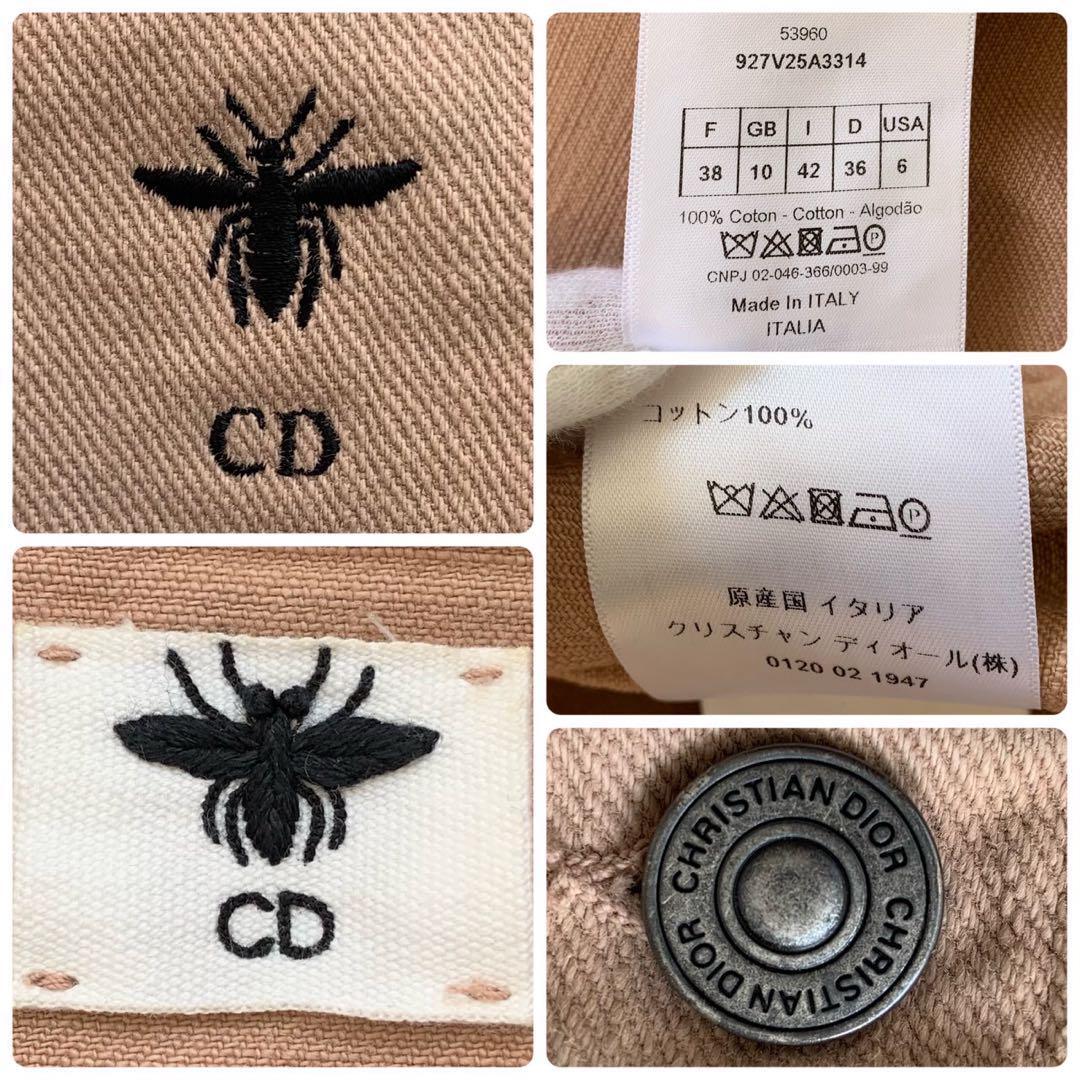 CD
53960
927V25A3314
F GB I D USA
38 10 42 36 6
100% Coton - Cotton - Algodão
CNPJ 02-046-366/0003-99
Made In ITALY
ITALIA
コットン100%
P
原産国 イタリア
クリスチャン ディオール(株)
0120 02 1947
CD
CHRISTIAN DIOR CHRISTIAN DIOR